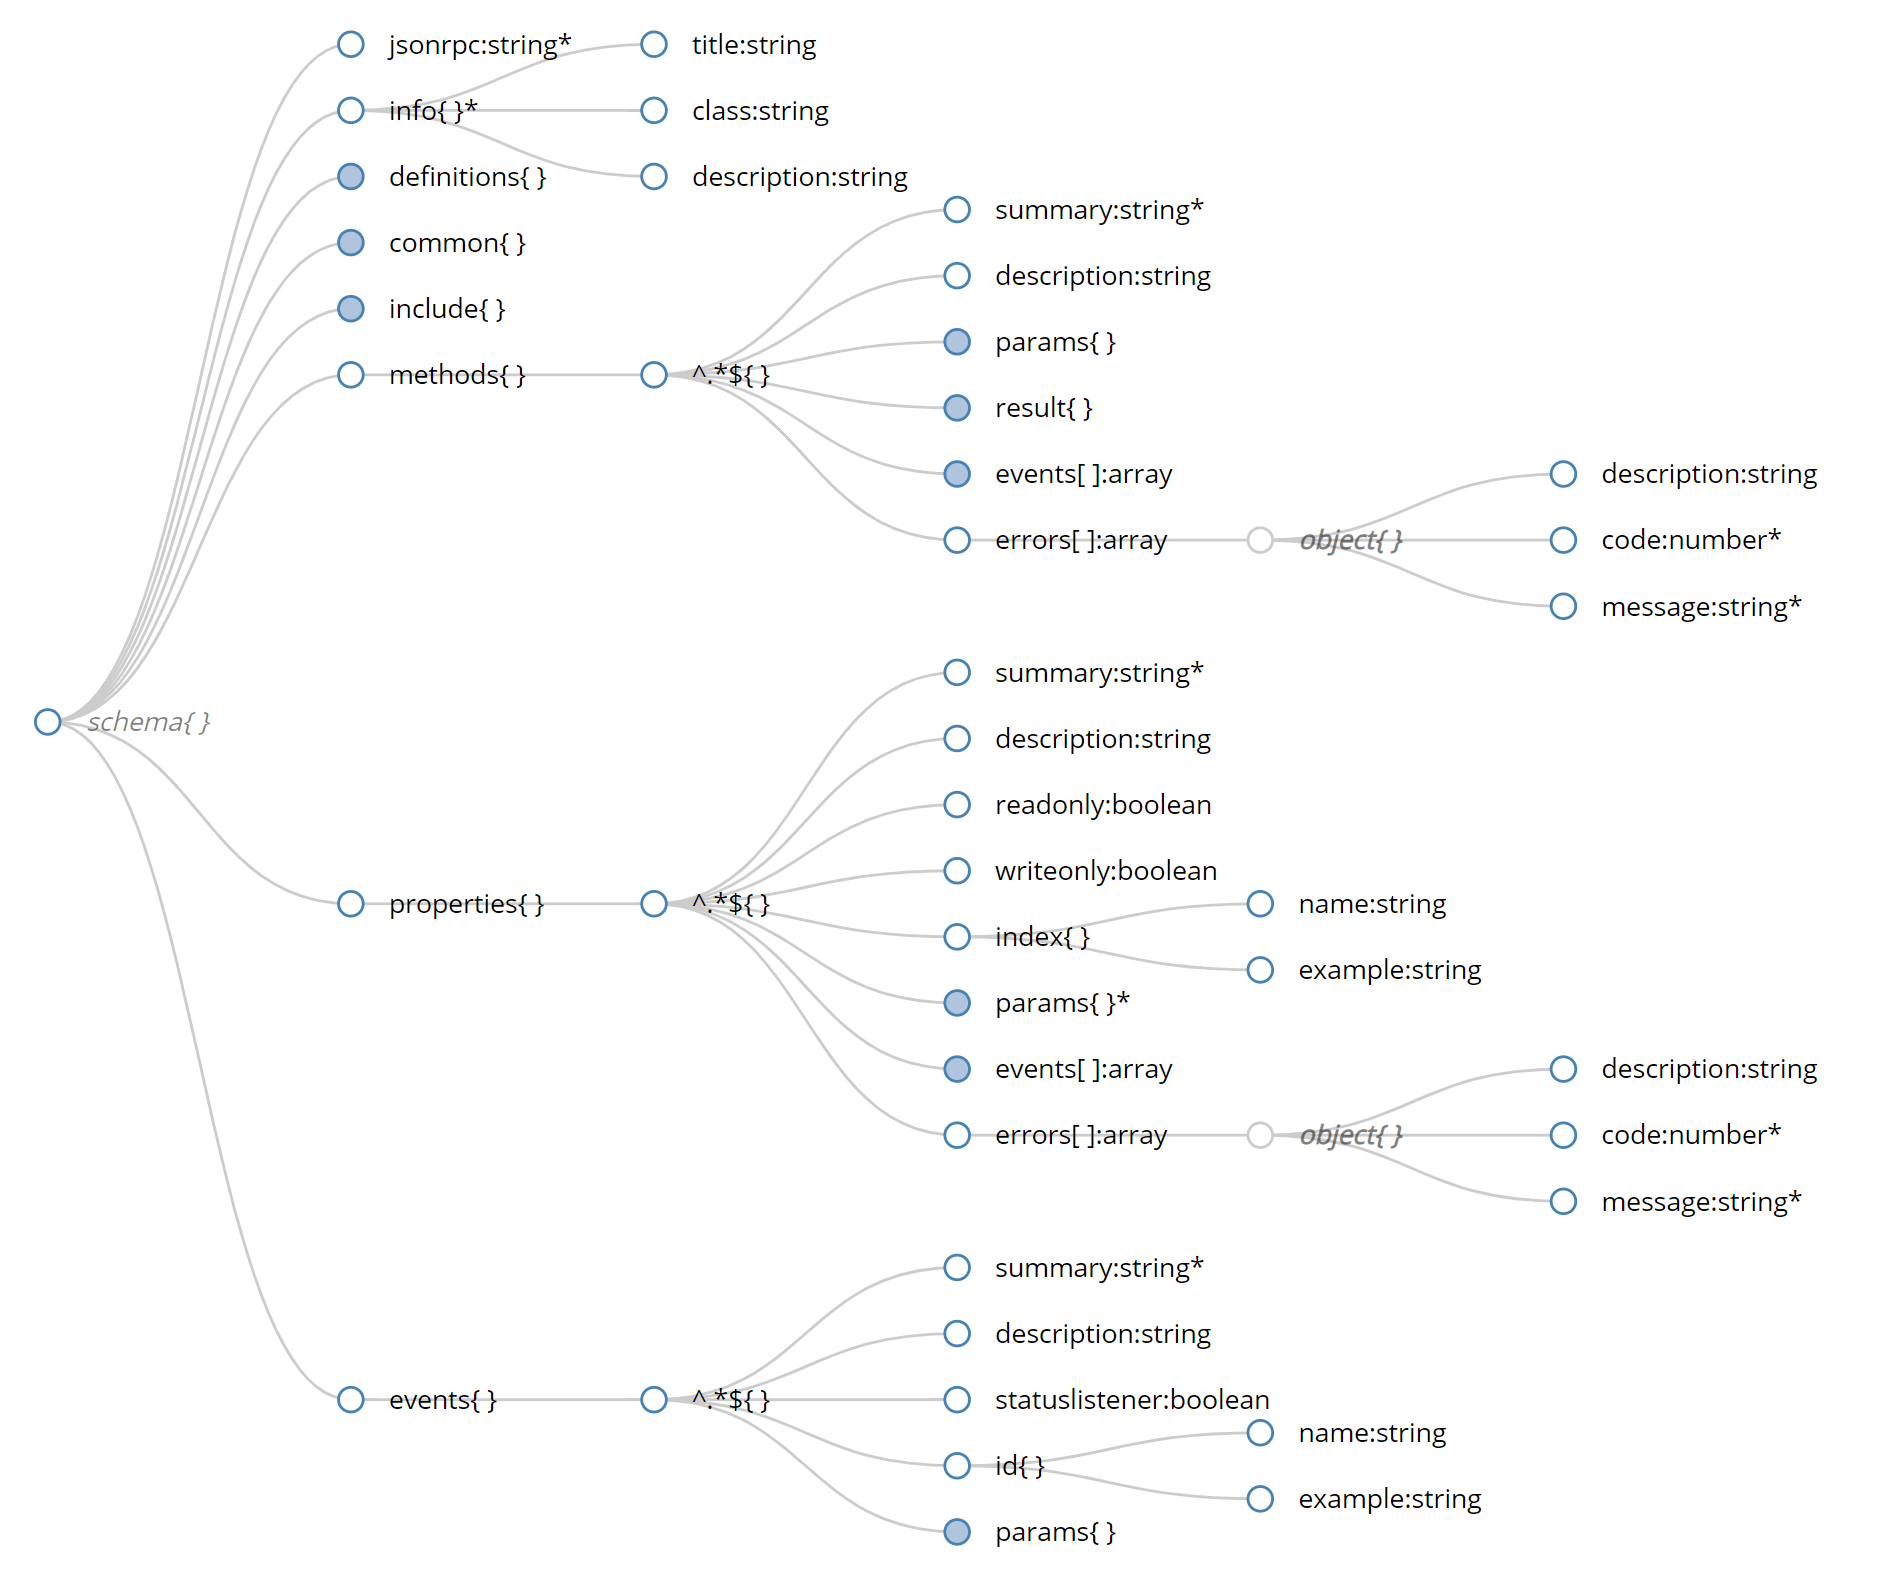 jsonrpc:string*
title:string
info{ }*
class:string
definitions{ }
description:string
summary:string*
common{ }
description:string
include{ }
params{ }
methods{ }
^.*${ }
result{ }
events[ ]:array
description:string
errors[ ]:array
object{ }
code:number*
message:string*
summary:string*
schema{ }
description:string
readonly:boolean
writeonly:boolean
properties{ }
^.*${ }
name:string
index{ }
example:string
params{ }*
events[ ]:array
description:string
errors[ ]:array
object{ }
code:number*
message:string*
summary:string*
description:string
events{ }
^.*${ }
statuslistener:boolean
name:string
id{ }
example:string
params{ }